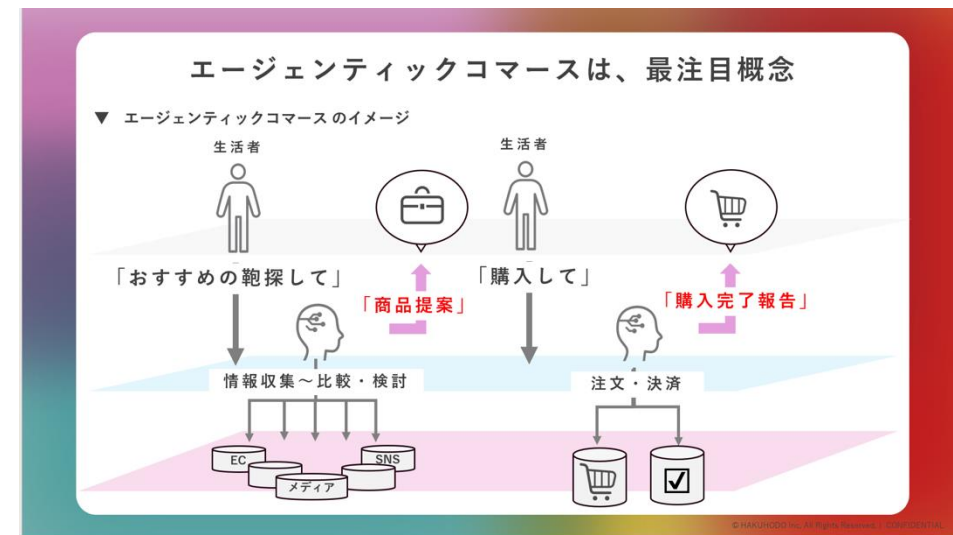 エージェンティックコマースは、最注目概念
▼ エージェンティックコマース のイメージ
生活者
生活者
「おすすめの鞄探して」
「購入して」
「商品提案」
「購入完了報告」
情報収集～比較・検討
注文・決済
EC
SNS
メディア
© HAKUHODO Inc. All Rights Reserved. | CONFIDENTIAL